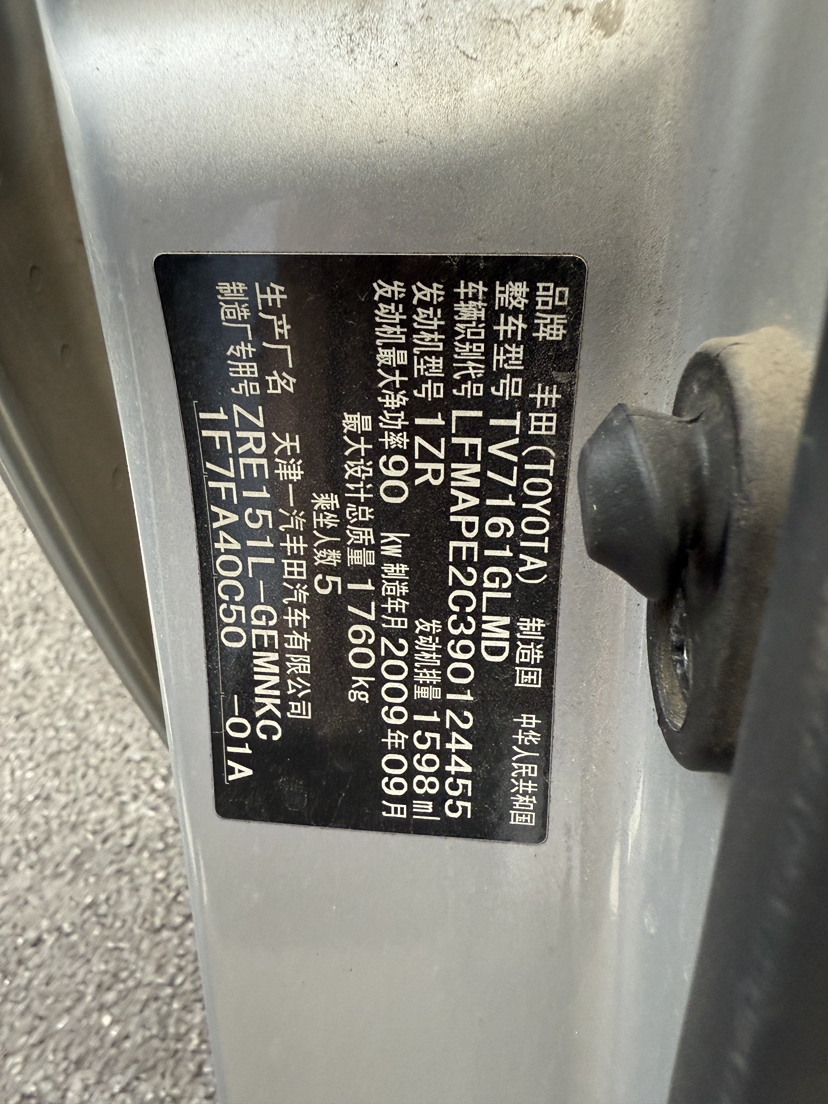 品牌 丰田(TOYOTA) 制造国 中华人民共和国
整车型号 TV7161GLMD
车辆识别代号 LFMAPE2C390124455
发动机型号 1ZR 发动机排量 1598ml
发动机最大净功率 90 kw 制造年月 2009年09月
最大设计总质量 1760kg
乘坐人数 5
生产厂名 天津一汽丰田汽车有限公司
制造厂专用号 ZRE151L-GEMNKC
1F7FA40C50 -01A